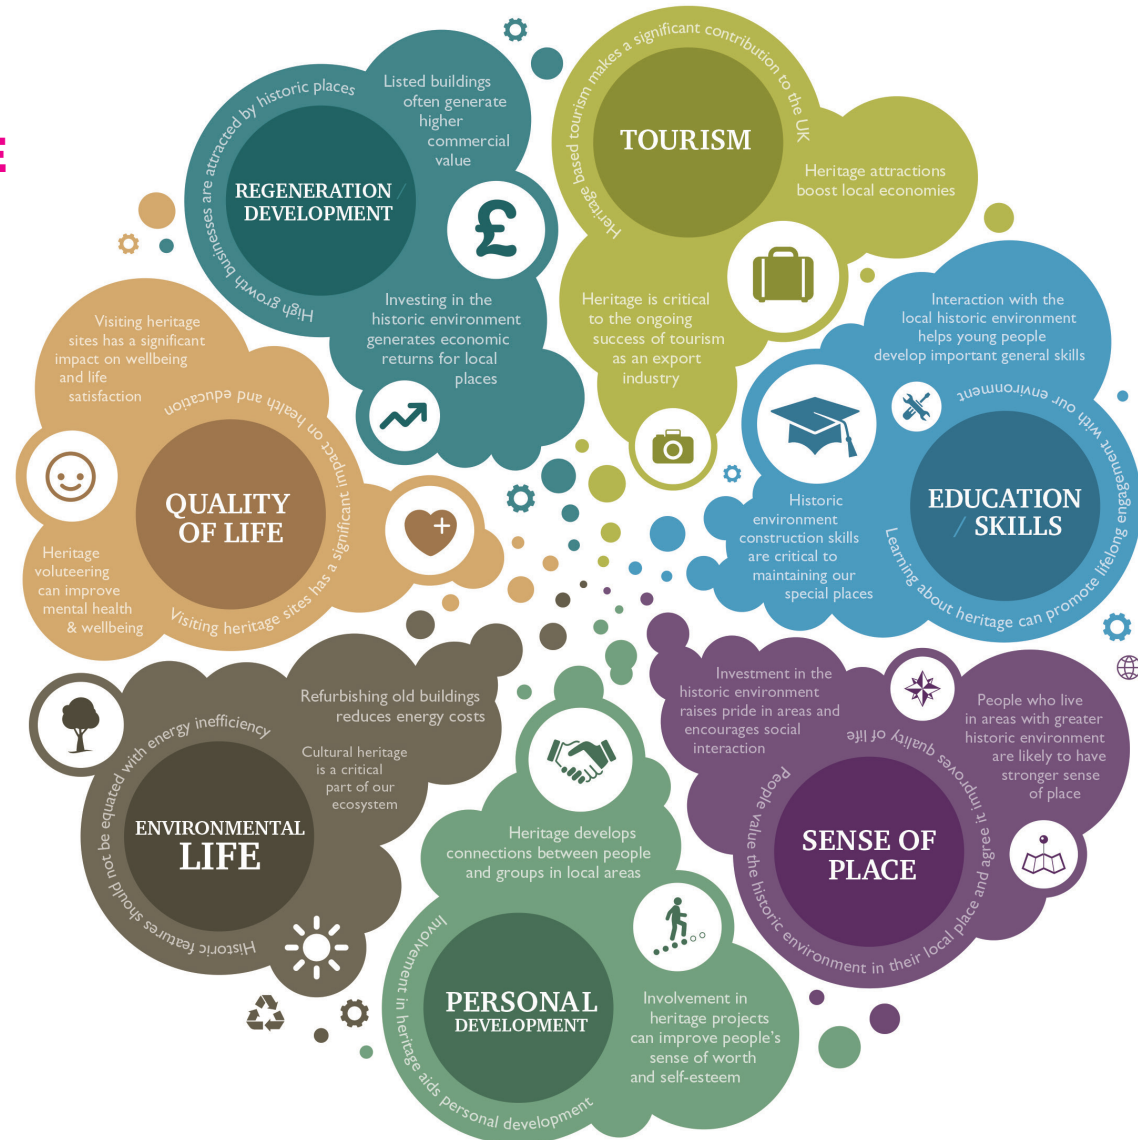 E
High growth businesses are attracted by historic places
Listed buildings
often generate
higher
commercial
value
REGENERATION /
DEVELOPMENT
£
Investing in the
historic environment
generates economic
returns for local
places
Heritage based tourism makes a significant contribution to the UK
TOURISM
Heritage attractions
boost local economies
Heritage is critical
to the ongoing
success of tourism
as an export
industry
Interaction with the
local historic environment
helps young people
develop important general skills
Learning about heritage can promote lifelong engagement with our environment
EDUCATION
/ SKILLS
Historic
environment
construction skills
are critical to
maintaining our
special places
Visiting heritage
sites has a significant
impact on wellbeing
and life
satisfaction
Visiting heritage sites has a significant impact on health and education
QUALITY
OF LIFE
Heritage
voluteering
can improve
mental health
& wellbeing
Refurbishing old buildings
reduces energy costs
Cultural heritage
is a critical
part of our
ecosystem
Historic features should not be equated with energy inefficiency
ENVIRONMENTAL
LIFE
Heritage develops
connections between people
and groups in local areas
Involvement in heritage aids personal development
PERSONAL
DEVELOPMENT
Involvement in
heritage projects
can improve people's
sense of worth
and self-esteem
Investment in the
historic environment
raises pride in areas and
encourages social
interaction
People who live
in areas with greater
historic environment
are likely to have
stronger sense
of place
People value the historic environment in their local place and agree it improves quality of life
SENSE OF
PLACE